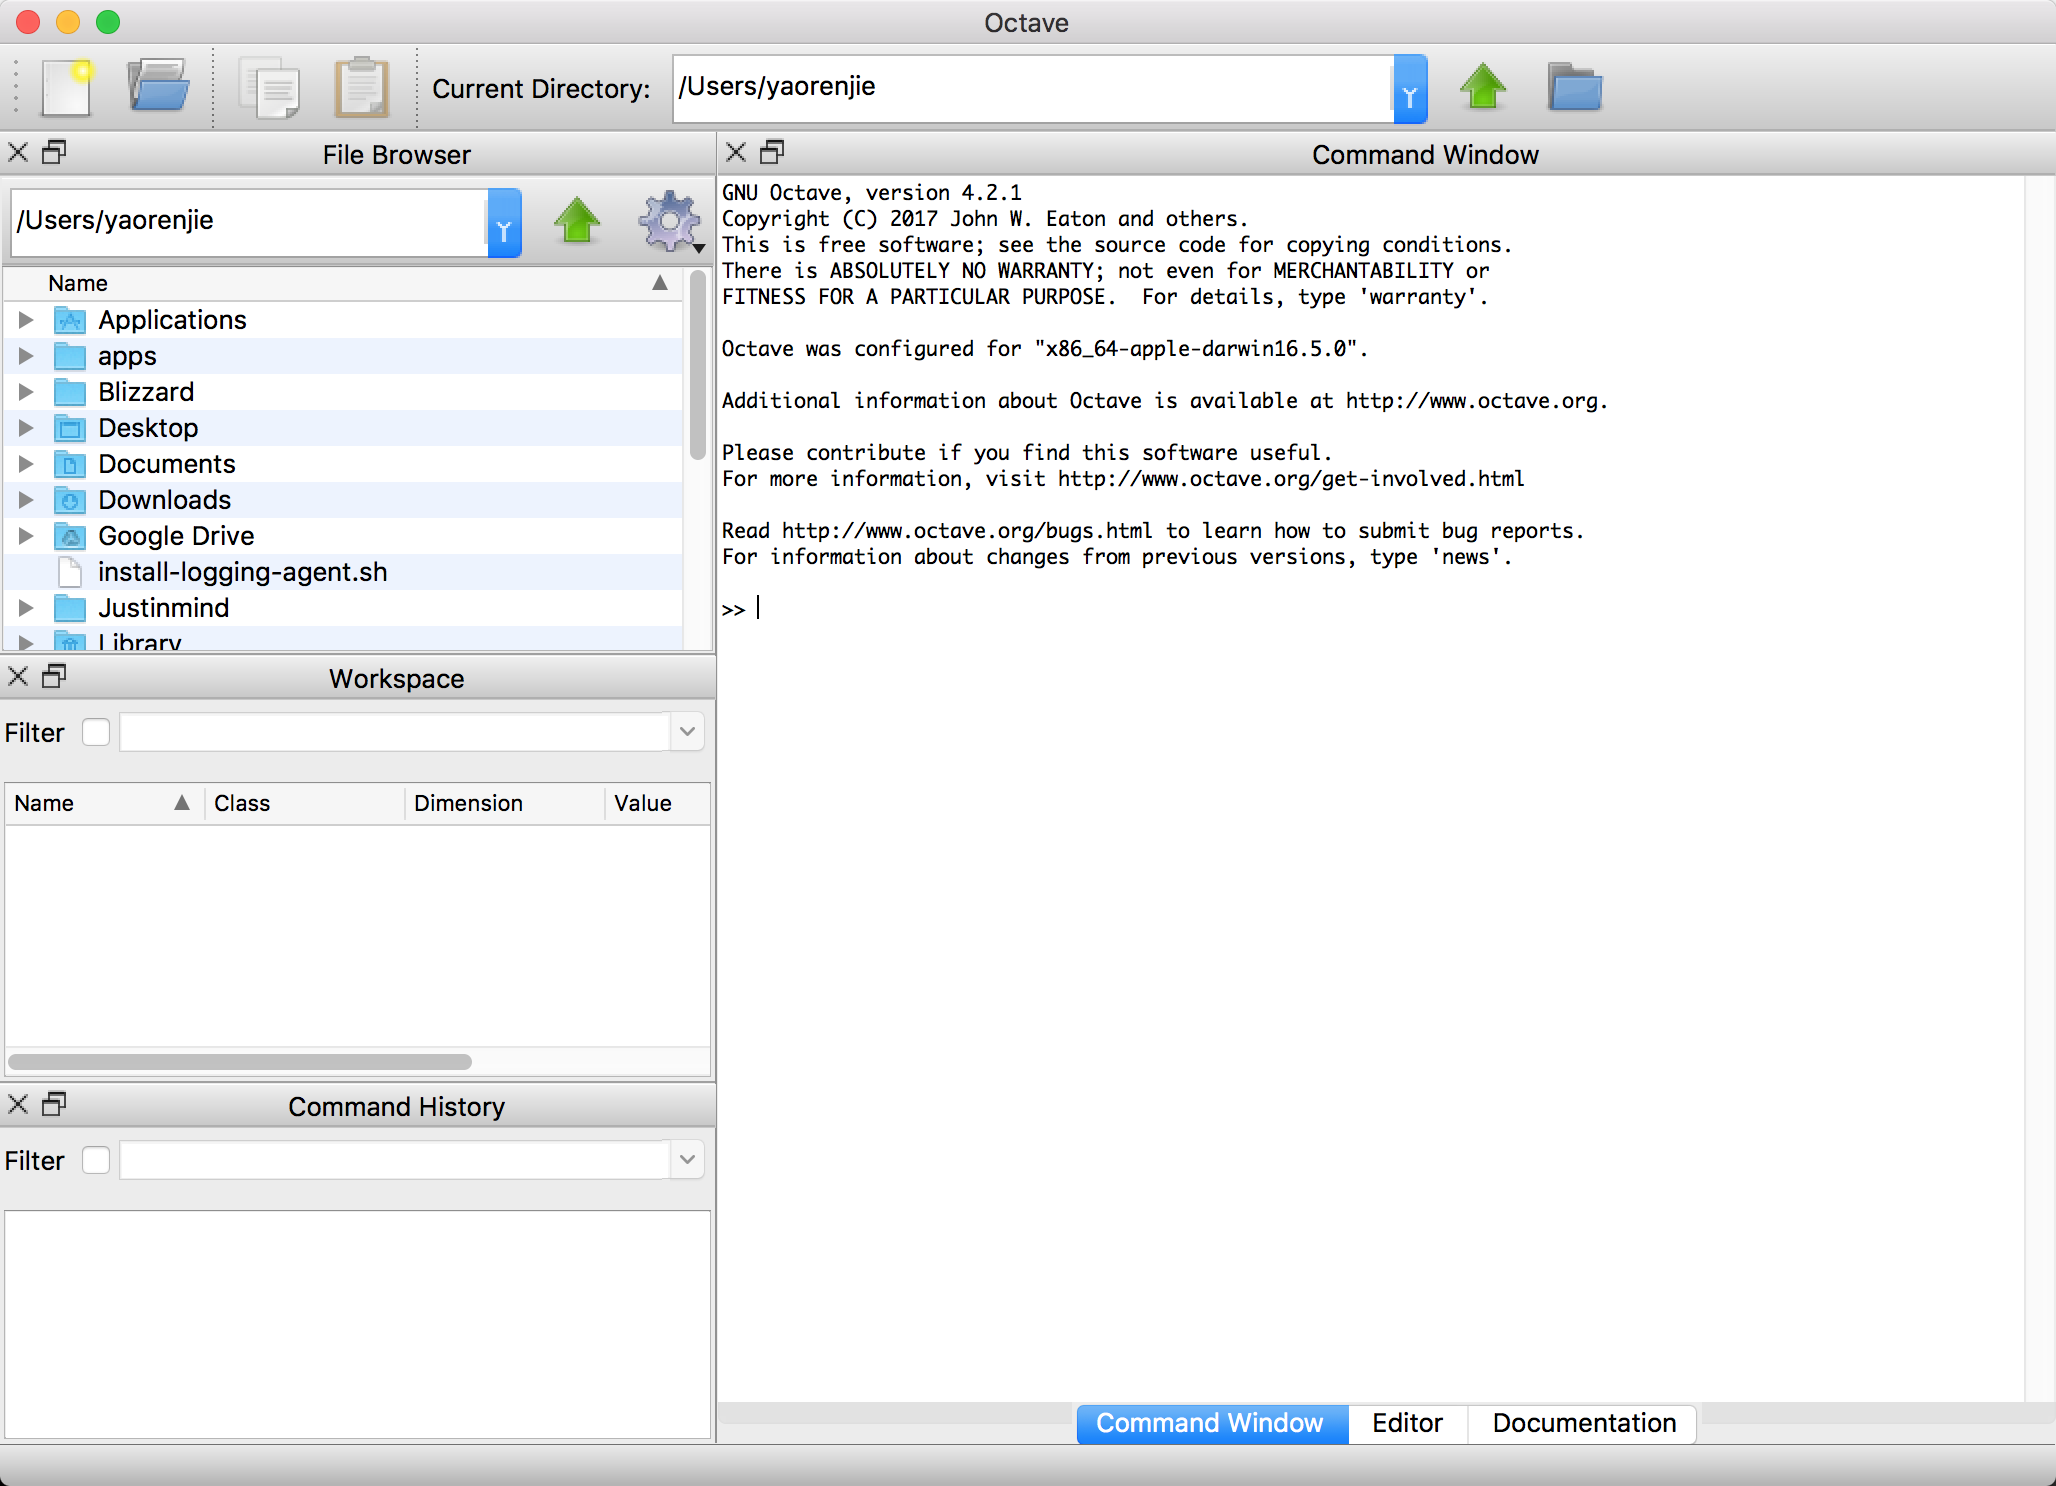 Octave
Current Directory:
/Users/yaorenjie
File Browser
/Users/yaorenjie
Name
Applications
apps
Blizzard
Desktop
Documents
Downloads
Google Drive
install-logging-agent.sh
Justinmind
Library
Workspace
Filter
Name Class Dimension Value
Command History
Filter
Command Window
GNU Octave, version 4.2.1
Copyright (C) 2017 John W. Eaton and others.
This is free software; see the source code for copying conditions.
There is ABSOLUTELY NO WARRANTY; not even for MERCHANTABILITY or
FITNESS FOR A PARTICULAR PURPOSE.  For details, type 'warranty'.
Octave was configured for "x86_64-apple-darwin16.5.0".
Additional information about Octave is available at http://www.octave.org.
Please contribute if you find this software useful.
For more information, visit http://www.octave.org/get-involved.html
Read http://www.octave.org/bugs.html to learn how to submit bug reports.
For information about changes from previous versions, type 'news'.
>>
Command Window Editor Documentation